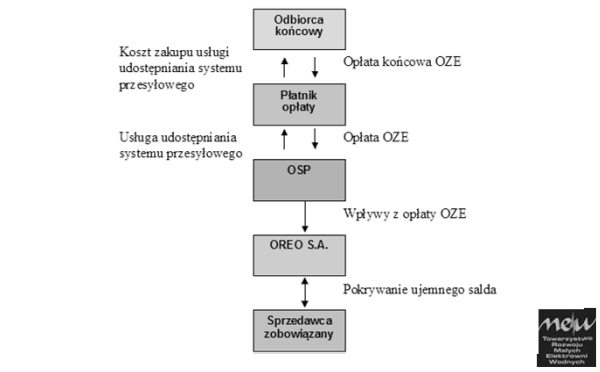 Odbiorca
końcowy
Koszt zakupu usługi
udostępniania systemu
przesyłowego
Opłata końcowa OZE
Płatnik
opłaty
Usługa udostępniania
systemu przesyłowego
Opłata OZE
OSP
Wpływy z opłaty OZE
OREO S.A.
Pokrywanie ujemnego salda
Sprzedawca
zobowiązany
mew
Towarzystwo
Rozwoju
Małych
Elektrowni
Wodnych